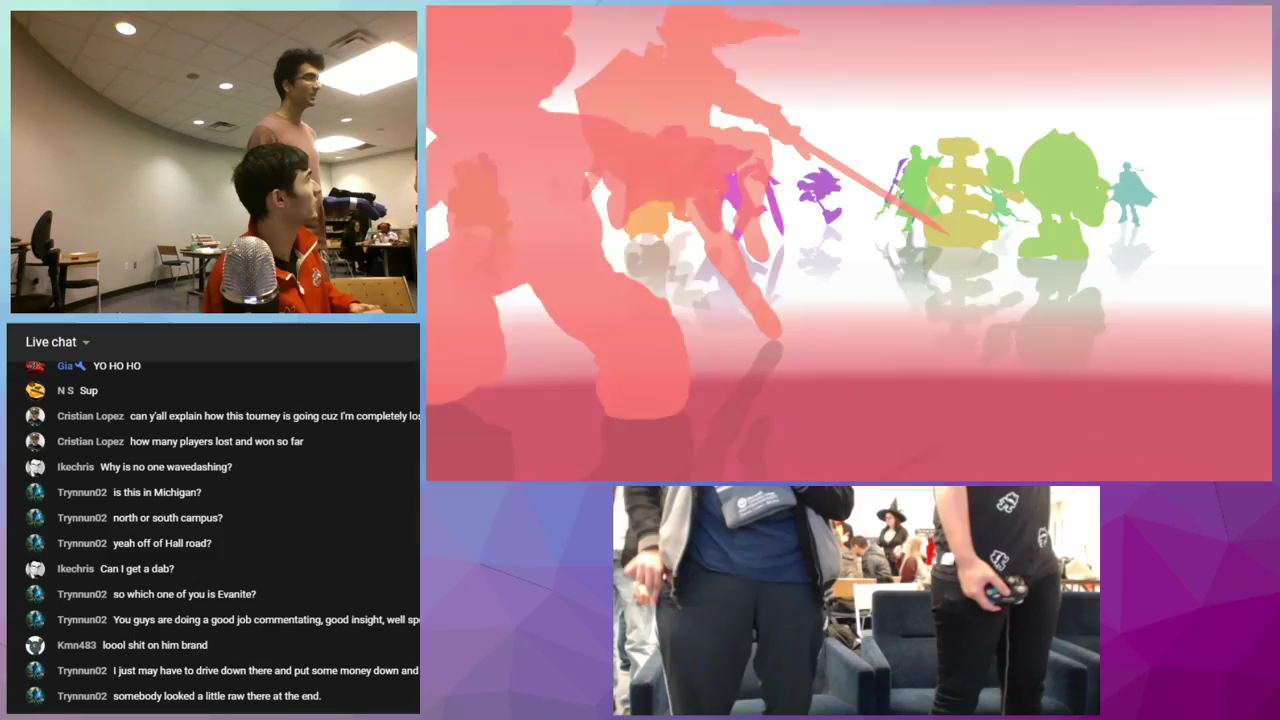 Live chat
Gia YO HO HO
N S Sup
Cristian Lopez can y'all explain how this tourney is going cuz I'm completely
Cristian Lopez how many players lost and won so far
Ikechris Why is no one wavedashing?
Trynnun02 is this in Michigan?
Trynnun02 north or south campus?
Trynnun02 yeah off of Hall road?
Ikechris Can I get a dab?
Trynnun02 so which one of you is Evanite?
Trynnun02 You guys are doing a good job commentating, good insight, well
Kmn483 loool shit on him brand
Trynnun02 I just may have to drive down there and put some money down and
Trynnun02 somebody looked a little raw there at the end.